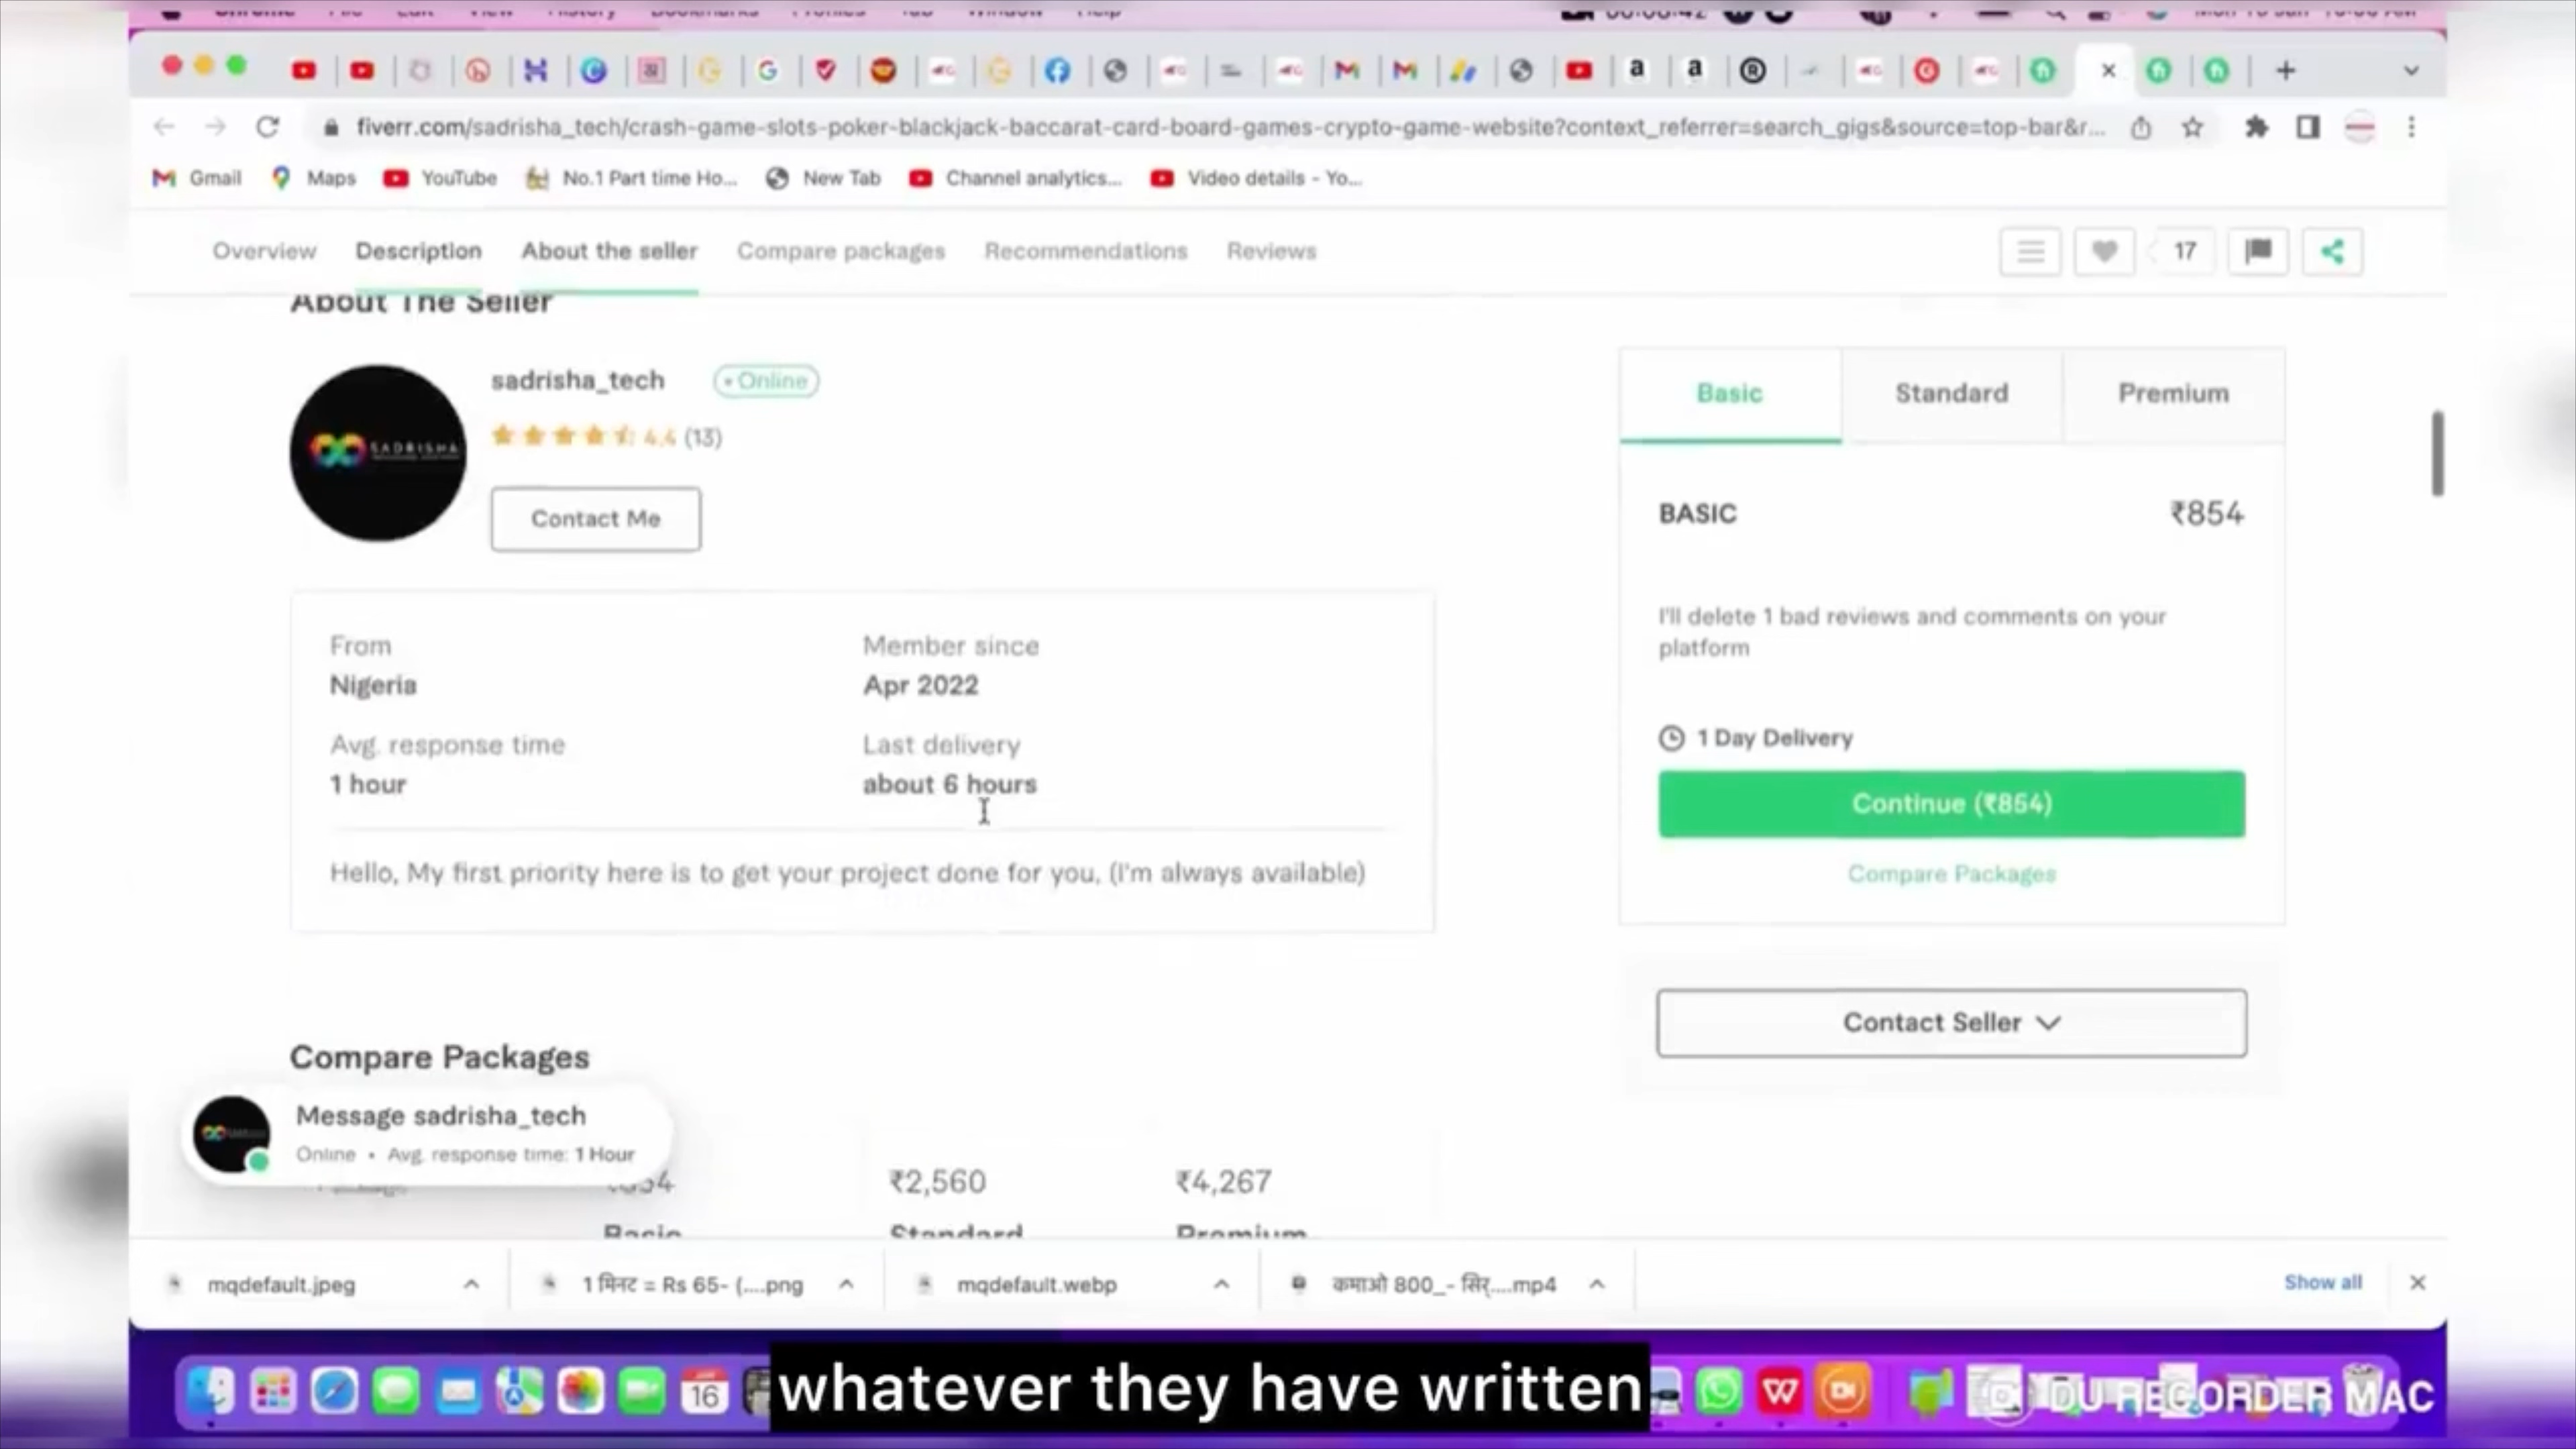 fiverr.com/sadrisha_tech/crash-game-slots-poker-blackjack-baccarat-card-board-games-crypto-game-website?context_referrer=search_gigs&source=top-bar&r...
Gmail Maps YouTube No.1 Part time Ho... New Tab Channel analytics... Video details - Yo...
Overview Description About the seller Compare packages Recommendations Reviews 17
About The Seller
sadrisha_tech • Online
4.4 (13)
SADRISHA
Contact Me
From
Nigeria
Member since
Apr 2022
Avg. response time
1 hour
Last delivery
about 6 hours
Hello, My first priority here is to get your project done for you, (I'm always available)
Basic Standard Premium
BASIC ₹854
I'll delete 1 bad reviews and comments on your
platform
1 Day Delivery
Continue (₹854)
Compare Packages
Contact Seller
Compare Packages
Message sadrisha_tech
Online • Avg. response time: 1 Hour
₹2,560 ₹4,267
Basic Standard Premium
mqdefault.jpeg 1 मिनट = Rs 65- (....png mqdefault.webp कमाओ 800_- सिर्....mp4 Show all
16
whatever they have written
DU RECORDER MAC